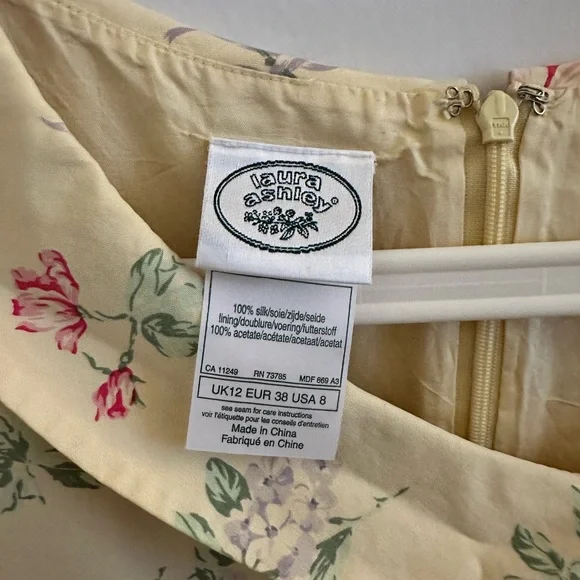 laura
ashley®
100% silk/soie/zijde/seide
lining/doublure/voering/futterstoff
100% acetate/acétate/acetaat/acetat
CA 11249 RN 73785 MDF 669 A3
UK12 EUR 38 USA 8
see seam for care instructions
voir l'étiquette pour les conseils d'entretien
Made in China
Fabriqué en Chine